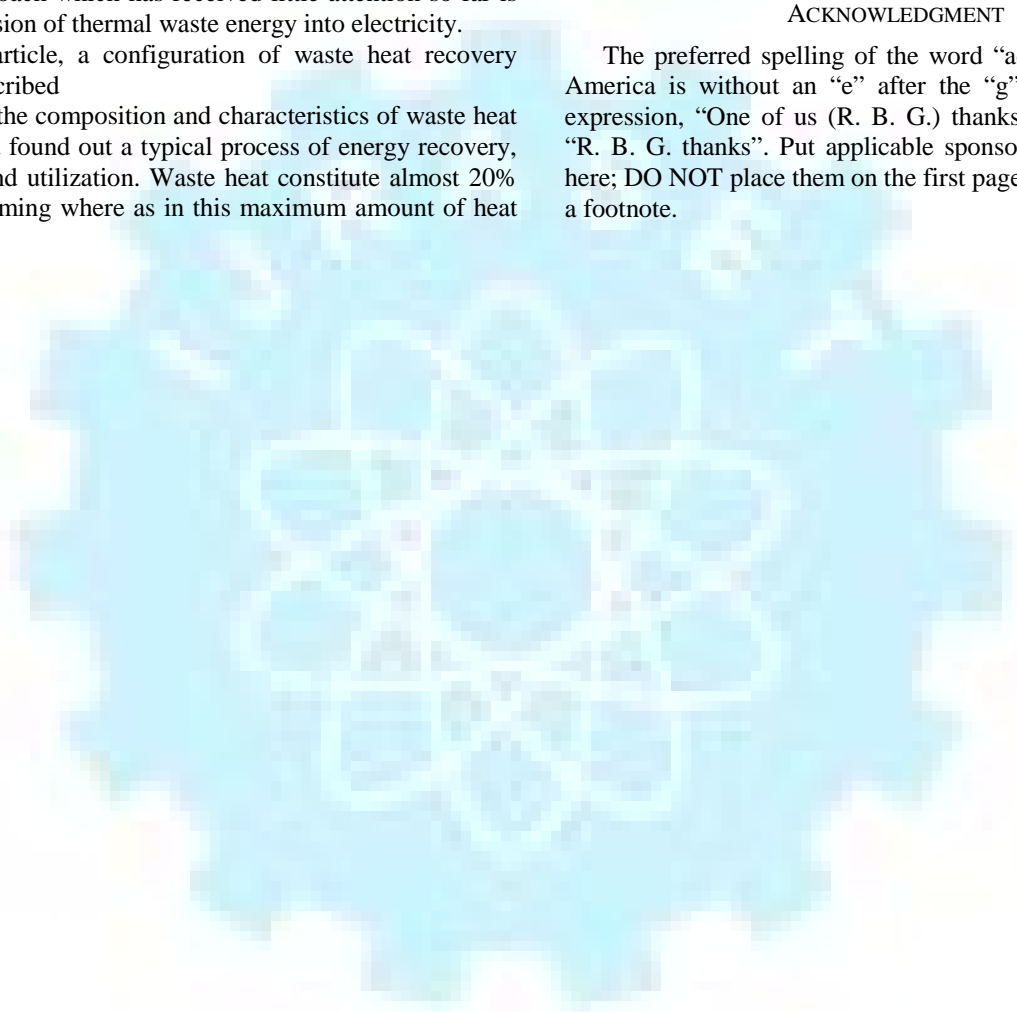 sion of thermal waste energy into electricity.
article, a configuration of waste heat recovery
cribed
the composition and characteristics of waste heat
found out a typical process of energy recovery,
nd utilization. Waste heat constitute almost 20%
ming where as in this maximum amount of heat
ACKNOWLEDGMENT
The preferred spelling of the word “a
America is without an “e” after the “g”
expression, “One of us (R. B. G.) thanks
“R. B. G. thanks”. Put applicable sponso
here; DO NOT place them on the first page
a footnote.